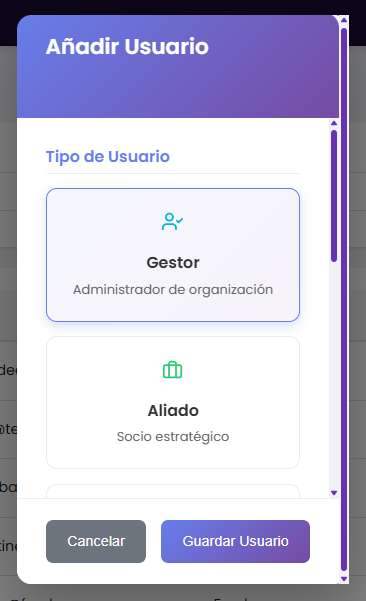 Añadir Usuario
Tipo de Usuario
Gestor
Administrador de organización
Aliado
Socio estratégico
Cancelar
Guardar Usuario